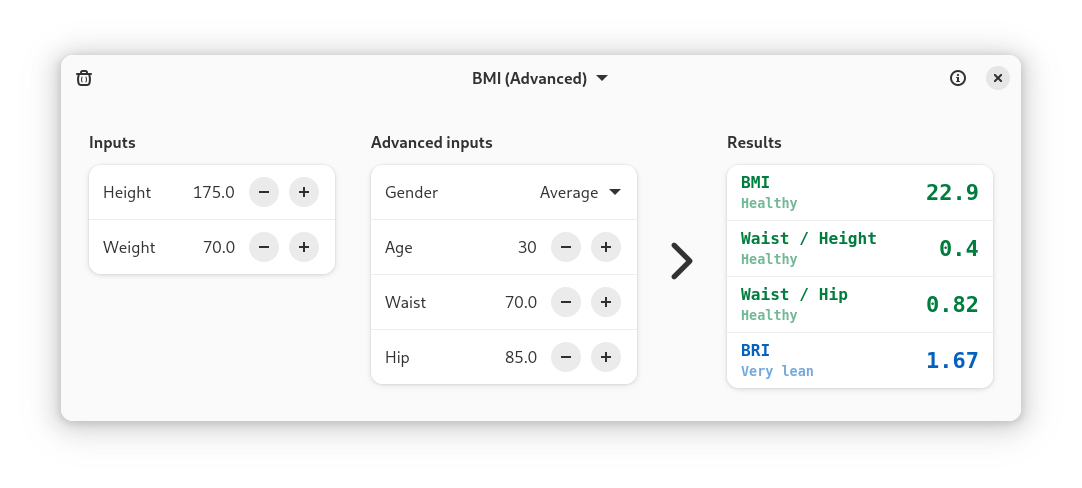 BMI (Advanced)
Inputs
Height 175.0
Weight 70.0
Advanced inputs
Gender Average
Age 30
Waist 70.0
Hip 85.0
Results
BMI 22.9
Healthy
Waist / Height 0.4
Healthy
Waist / Hip 0.82
Healthy
BRI 1.67
Very lean